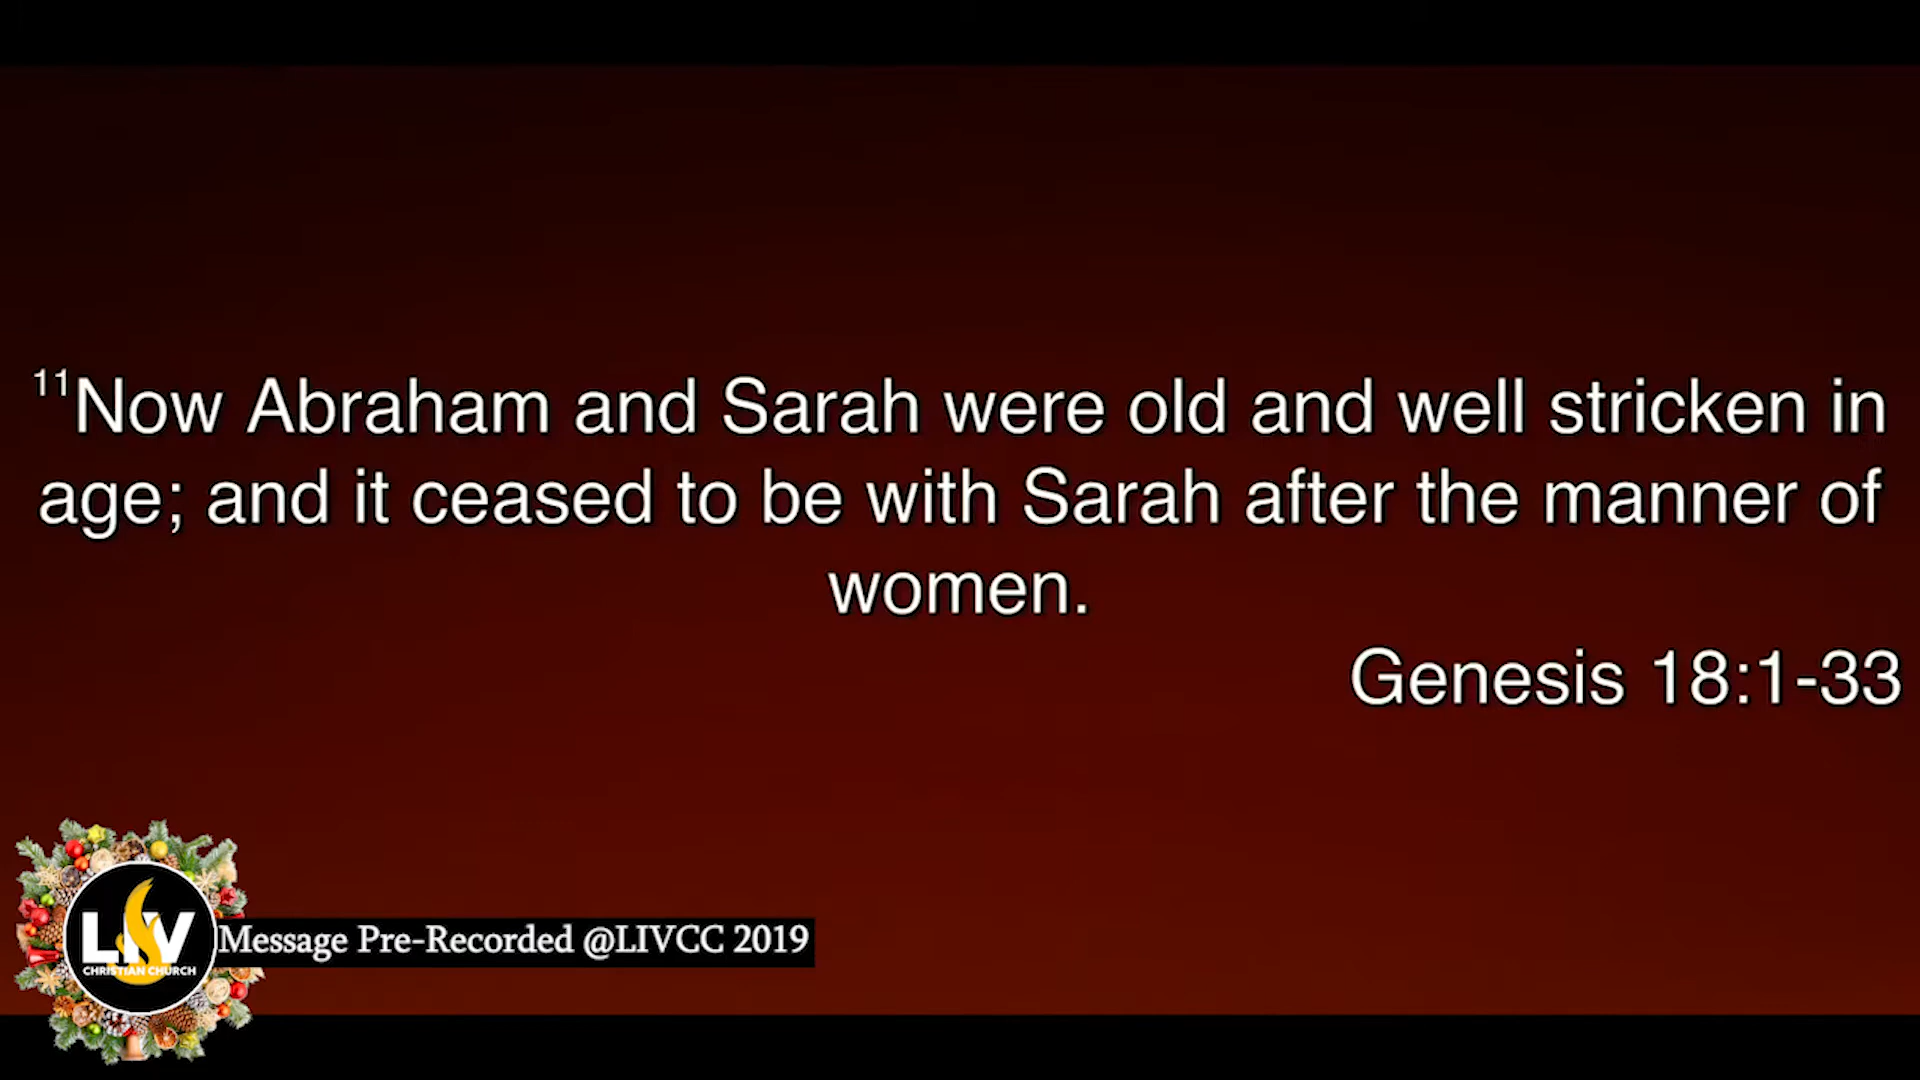 ¹¹Now Abraham and Sarah were old and well stricken in
age; and it ceased to be with Sarah after the manner of
women.
Genesis 18:1-33
LIV
CHRISTIAN CHURCH
Message Pre-Recorded @LIVCC 2019